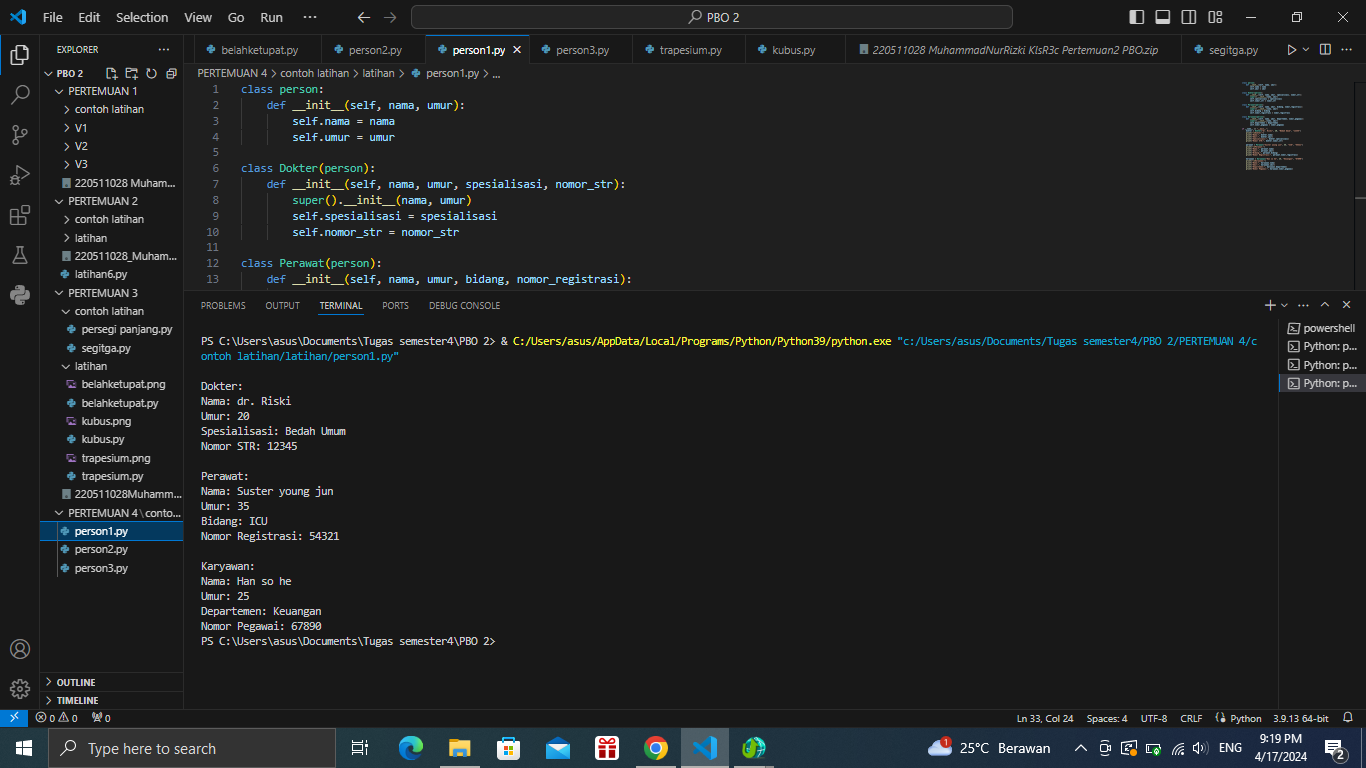 File Edit Selection View Go Run ··· PBO 2
EXPLORER
PBO 2
PERTEMUAN 1
contoh latihan
V1
V2
V3
220511028 Muham...
PERTEMUAN 2
contoh latihan
latihan
220511028_Muham...
latihan6.py
PERTEMUAN 3
contoh latihan
persegi panjang.py
segitga.py
latihan
belahketupat.png
belahketupat.py
kubus.png
kubus.py
trapesium.png
trapesium.py
220511028Muhamm...
PERTEMUAN 4 \ conto...
person1.py
person2.py
person3.py
OUTLINE
TIMELINE
belahketupat.py person2.py person1.py person3.py trapesium.py kubus.py 220511028 MuhammadNurRizki KlsR3c Pertemuan2 PBO.zip segitga.py
PERTEMUAN 4 > contoh latihan > latihan > person1.py > ...
1 class person:
2 def __init__(self, nama, umur):
3 self.nama = nama
4 self.umur = umur
5
6 class Dokter(person):
7 def __init__(self, nama, umur, spesialisasi, nomor_str):
8 super().__init__(nama, umur)
9 self.spesialisasi = spesialisasi
10 self.nomor_str = nomor_str
11
12 class Perawat(person):
13 def __init__(self, nama, umur, bidang, nomor_registrasi):
PROBLEMS OUTPUT TERMINAL PORTS DEBUG CONSOLE
PS C:\Users\asus\Documents\Tugas semester4\PBO 2> & C:/Users/asus/AppData/Local/Programs/Python/Python39/python.exe "c:/Users/asus/Documents/Tugas semester4/PBO 2/PERTEMUAN 4/c
ontoh latihan/latihan/person1.py"
Dokter:
Nama: dr. Riski
Umur: 20
Spesialisasi: Bedah Umum
Nomor STR: 12345
Perawat:
Nama: Suster young jun
Umur: 35
Bidang: ICU
Nomor Registrasi: 54321
Karyawan:
Nama: Han so he
Umur: 25
Departemen: Keuangan
Nomor Pegawai: 67890
PS C:\Users\asus\Documents\Tugas semester4\PBO 2>
powershell
Python: p...
Python: p...
Python: p...
0 0 0 Ln 33, Col 24 Spaces: 4 UTF-8 CRLF Python 3.9.13 64-bit
Type here to search 1 25°C Berawan ENG 9:19 PM
4/17/2024 2